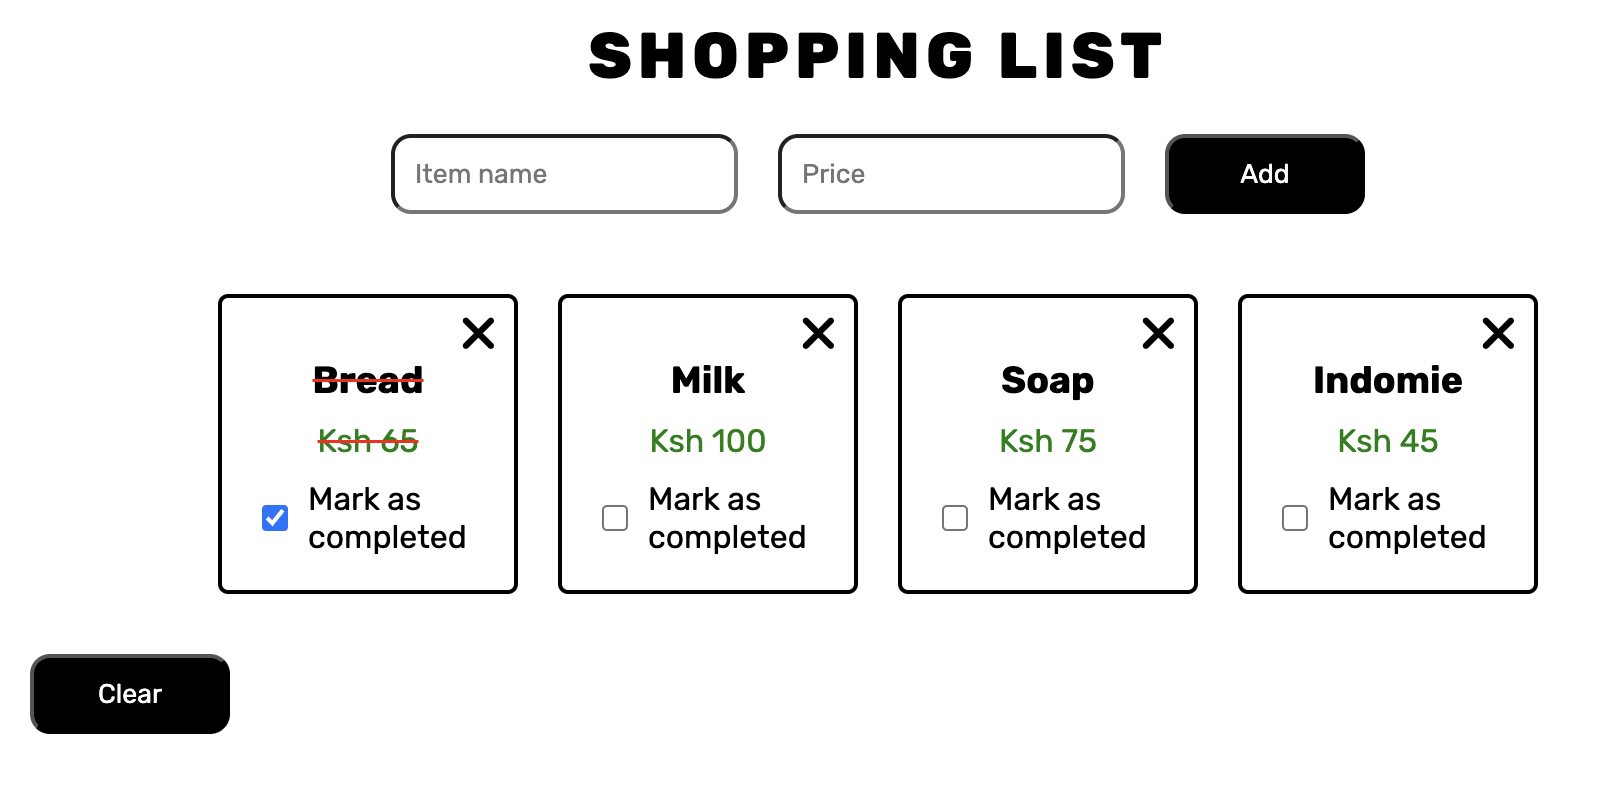 SHOPPING LIST
Item name
Price
Add
Bread
Ksh 65
Mark as
completed
Milk
Ksh 100
Mark as
completed
Soap
Ksh 75
Mark as
completed
Indomie
Ksh 45
Mark as
completed
Clear